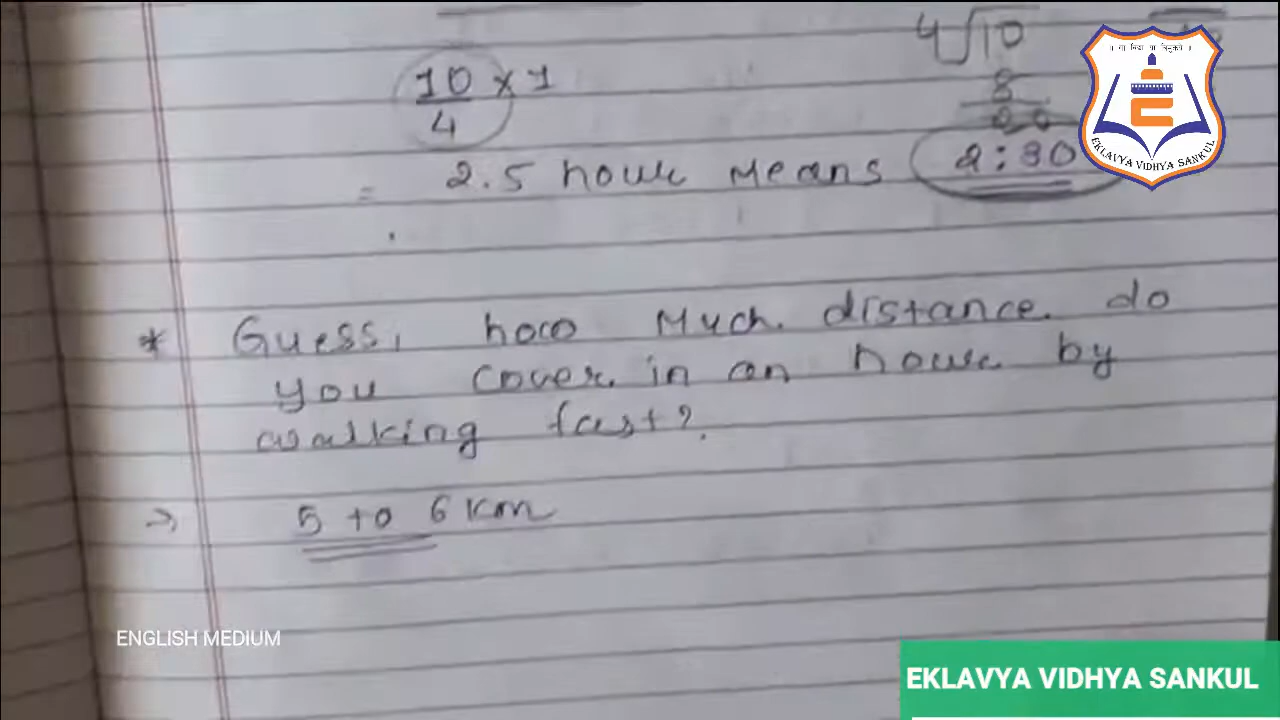 4√10
10 × 1
4
8
20
= 2.5 hour Means 2:30
* Guess, how Much distance do
you cover in an hour by
walking fast?
→ 5 to 6 km
EKLAVYA VIDHYA SANKUL
ENGLISH MEDIUM
EKLAVYA VIDHYA SANKUL